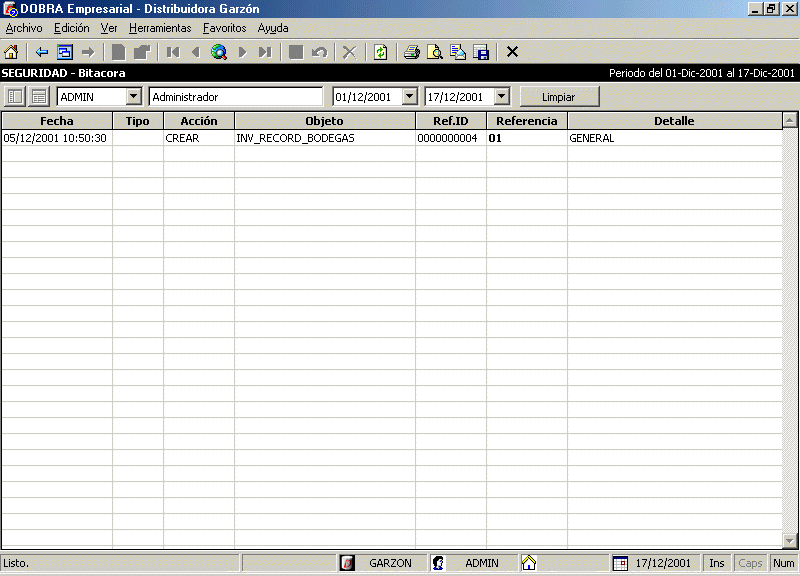 DOBRA Empresarial - Distribuidora Garzón
Archivo Edición Ver Herramientas Favoritos Ayuda
SEGURIDAD - Bitacora Periodo del 01-Dic-2001 al 17-Dic-2001
ADMIN Administrador 01/12/2001 17/12/2001 Limpiar
Fecha Tipo Acción Objeto Ref.ID Referencia Detalle
05/12/2001 10:50:30 CREAR INV_RECORD_BODEGAS 0000000004 01 GENERAL
Listo. GARZON ADMIN 17/12/2001 Ins Caps Num